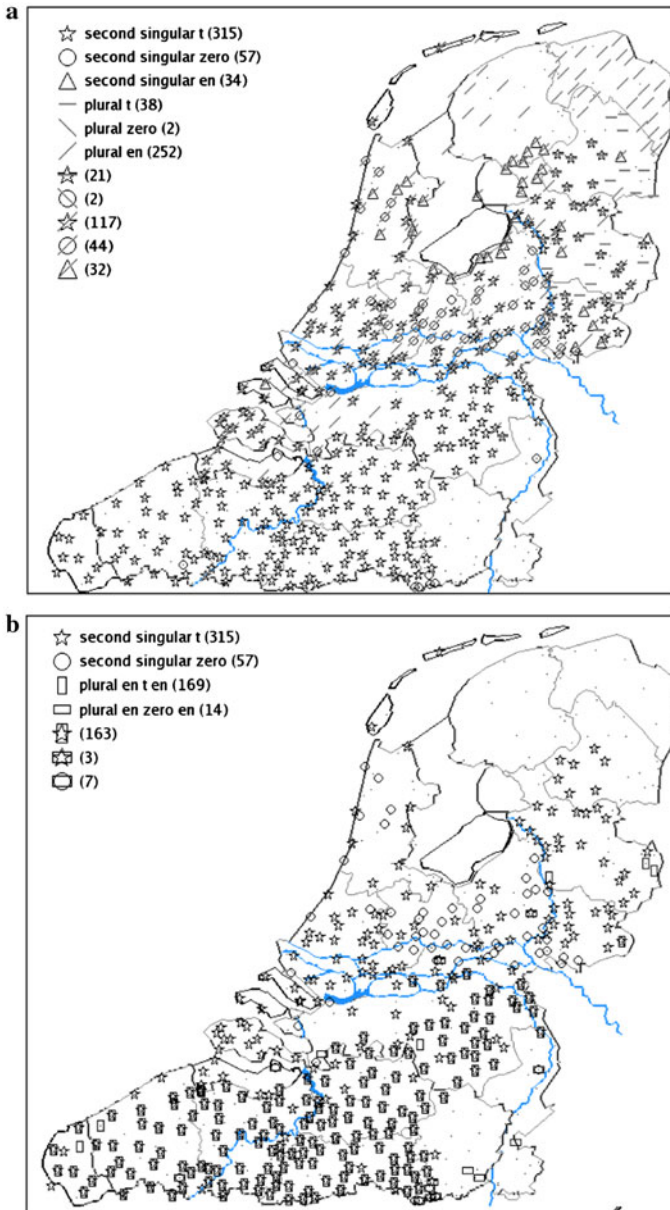 a
second singular t (315)
second singular zero (57)
second singular en (34)
plural t (38)
plural zero (2)
plural en (252)
(21)
(2)
(117)
(44)
(32)
b
second singular t (315)
second singular zero (57)
plural en t en (169)
plural en zero en (14)
(163)
(3)
(7)